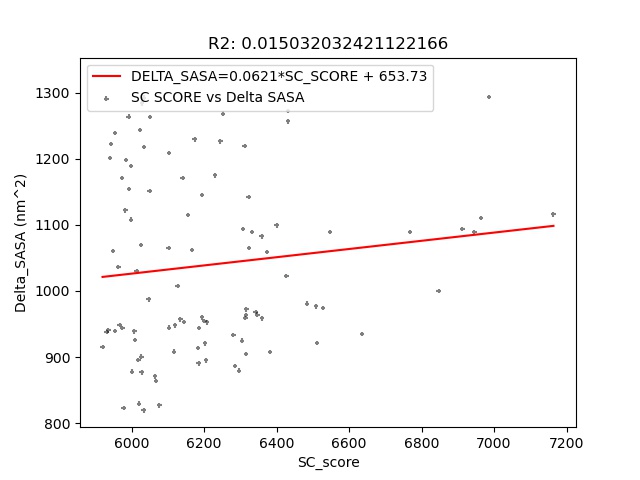 R2: 0.015032032421122166
DELTA_SASA=0.0621*SC_SCORE + 653.73
SC SCORE vs Delta SASA
1300
1200
1100
1000
900
800
Delta_SASA (nm^2)
6000 6200 6400 6600 6800 7000 7200
SC_score